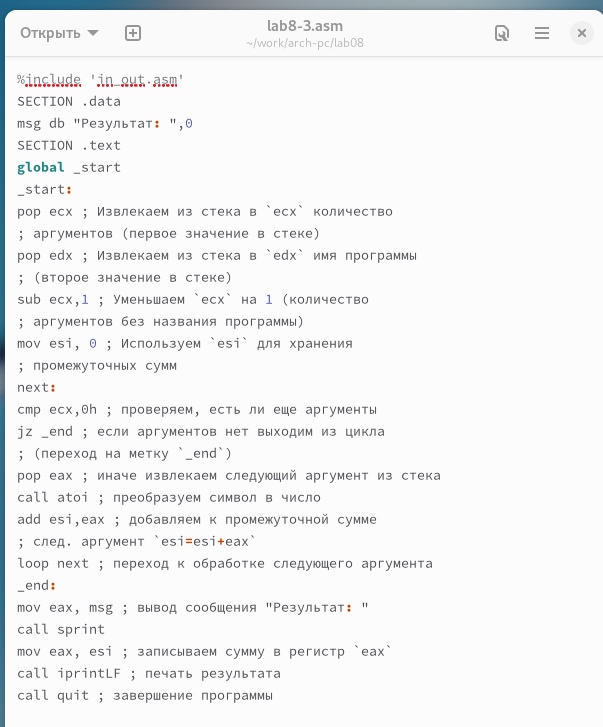 Открыть
lab8-3.asm
~/work/arch-pc/lab08
%include 'in_out.asm'
SECTION .data
msg db "Результат: ",0
SECTION .text
global _start
_start:
pop ecx ; Извлекаем из стека в `ecx` количество
; аргументов (первое значение в стеке)
pop edx ; Извлекаем из стека в `edx` имя программы
; (второе значение в стеке)
sub ecx,1 ; Уменьшаем `ecx` на 1 (количество
; аргументов без названия программы)
mov esi, 0 ; Используем `esi` для хранения
; промежуточных сумм
next:
cmp ecx,0h ; проверяем, есть ли еще аргументы
jz _end ; если аргументов нет выходим из цикла
; (переход на метку `_end`)
pop eax ; иначе извлекаем следующий аргумент из стека
call atoi ; преобразуем символ в число
add esi,eax ; добавляем к промежуточной сумме
; след. аргумент `esi=esi+eax`
loop next ; переход к обработке следующего аргумента
_end:
mov eax, msg ; вывод сообщения "Результат: "
call sprint
mov eax, esi ; записываем сумму в регистр `eax`
call iprintLF ; печать результата
call quit ; завершение программы